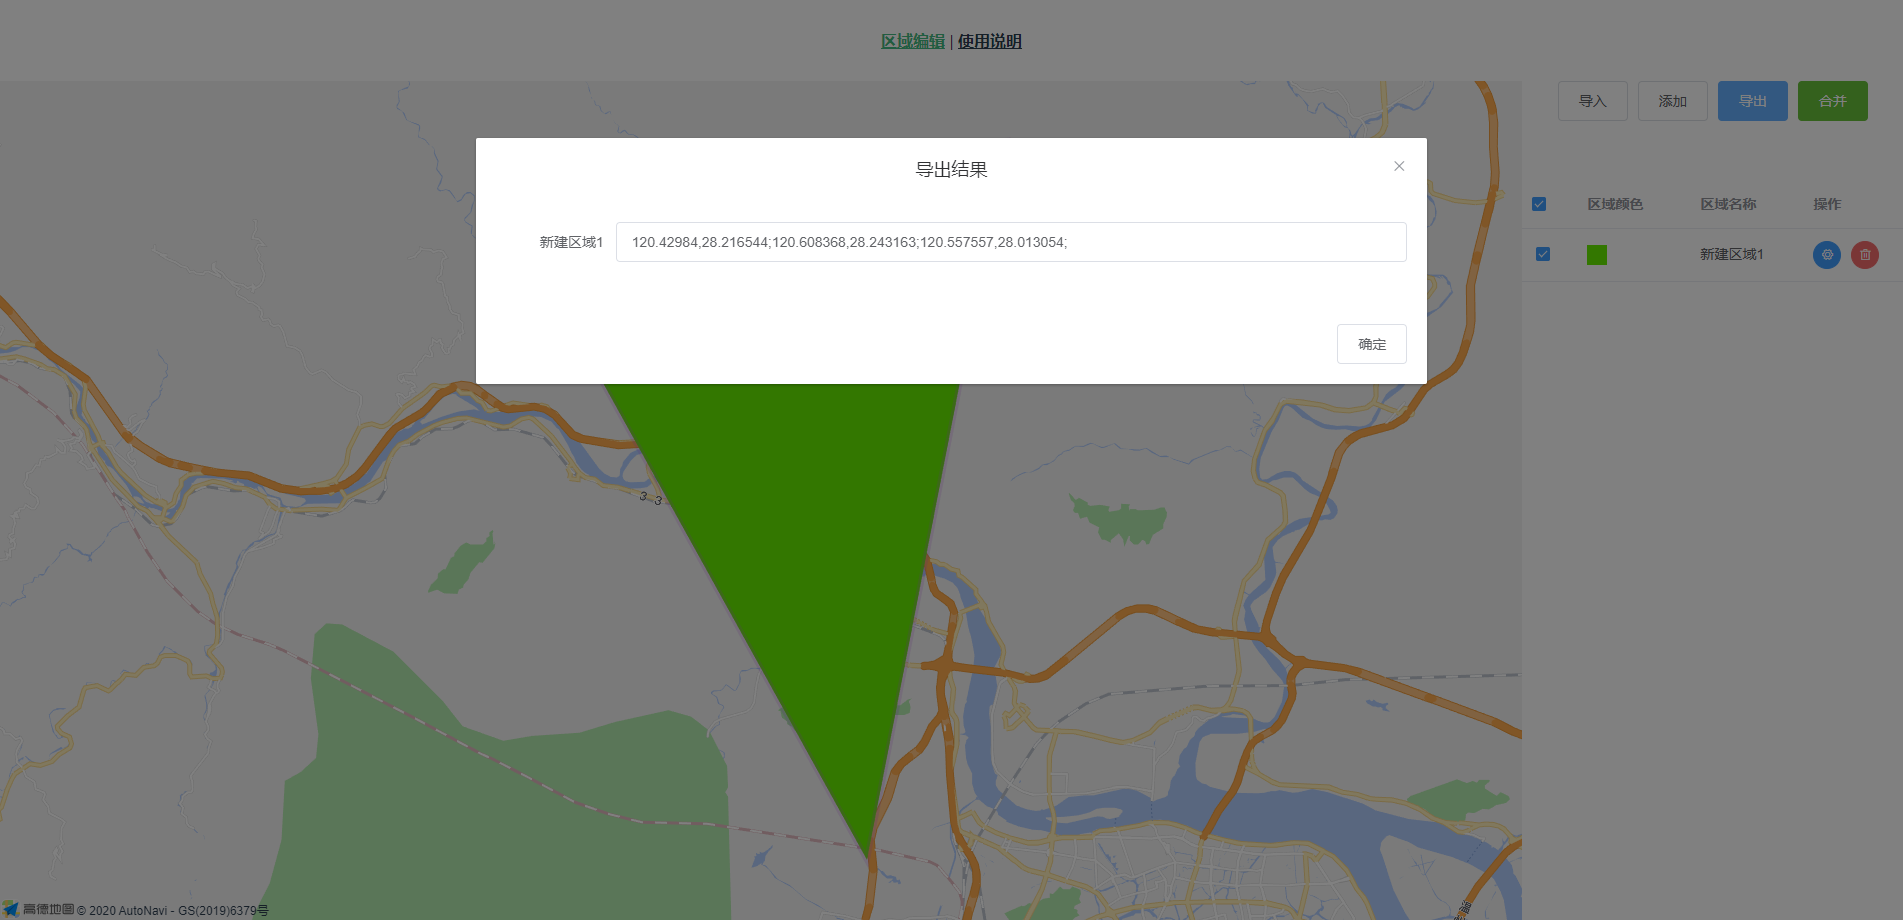 区域编辑 | 使用说明
导入 添加 导出 合并
导出结果
新建区域1 120.42984,28.216544;120.608368,28.243163;120.557557,28.013054;
确定
区域颜色 区域名称 操作
新建区域1
3 3
高德地图 © 2020 AutoNavi - GS(2019)6379号